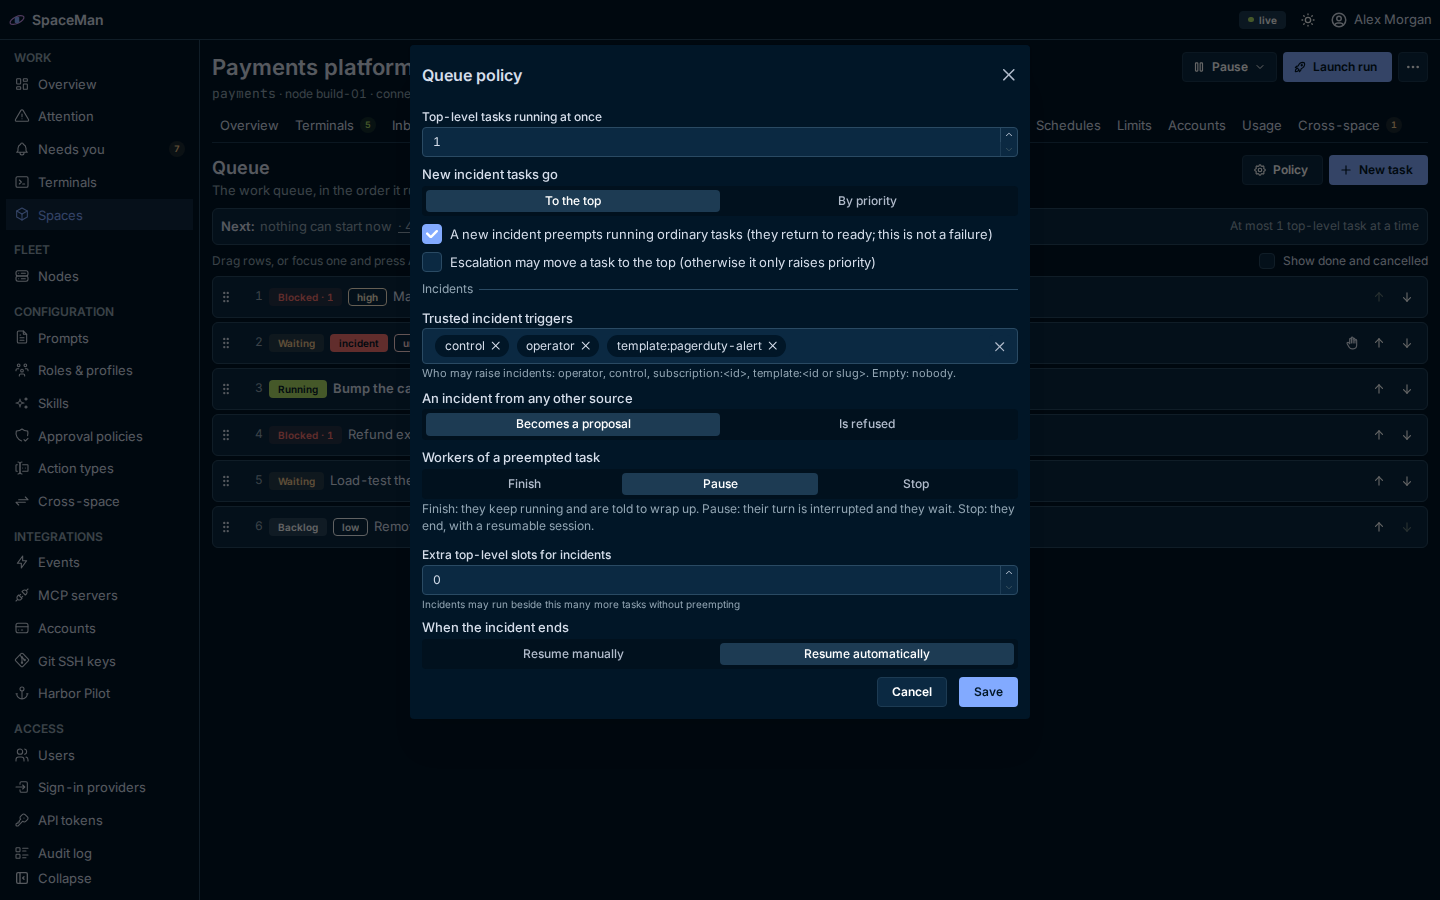 SpaceMan
live
Alex Morgan
WORK
Overview
Attention
Needs you
7
Terminals
Spaces
FLEET
Nodes
CONFIGURATION
Prompts
Roles & profiles
Skills
Approval policies
Action types
Cross-space
INTEGRATIONS
Events
MCP servers
Accounts
Git SSH keys
Harbor Pilot
ACCESS
Users
Sign-in providers
API tokens
Audit log
Collapse
Payments platform
payments · node build-01 ·
Pause
Launch run
Overview
Terminals 5
Schedules
Limits
Accounts
Usage
Cross-space 1
Queue
The work queue, in the order it
Policy
New task
Next: nothing can start now ·
At most 1 top-level task at a time
Drag rows, or focus one and press
Show done and cancelled
1 Blocked · 1 high
2 Waiting incident
3 Running Bump the
4 Blocked · 1 Refund
5 Waiting Load-test
6 Backlog low
Queue policy
Top-level tasks running at once
1
New incident tasks go
To the top
By priority
A new incident preempts running ordinary tasks (they return to ready; this is not a failure)
Escalation may move a task to the top (otherwise it only raises priority)
Incidents
Trusted incident triggers
control
operator
template:pagerduty-alert
Who may raise incidents: operator, control, subscription:<id>, template:<id or slug>. Empty: nobody.
An incident from any other source
Becomes a proposal
Is refused
Workers of a preempted task
Finish
Pause
Stop
Finish: they keep running and are told to wrap up. Pause: their turn is interrupted and they wait. Stop: they
end, with a resumable session.
Extra top-level slots for incidents
0
Incidents may run beside this many more tasks without preempting
When the incident ends
Resume manually
Resume automatically
Cancel
Save